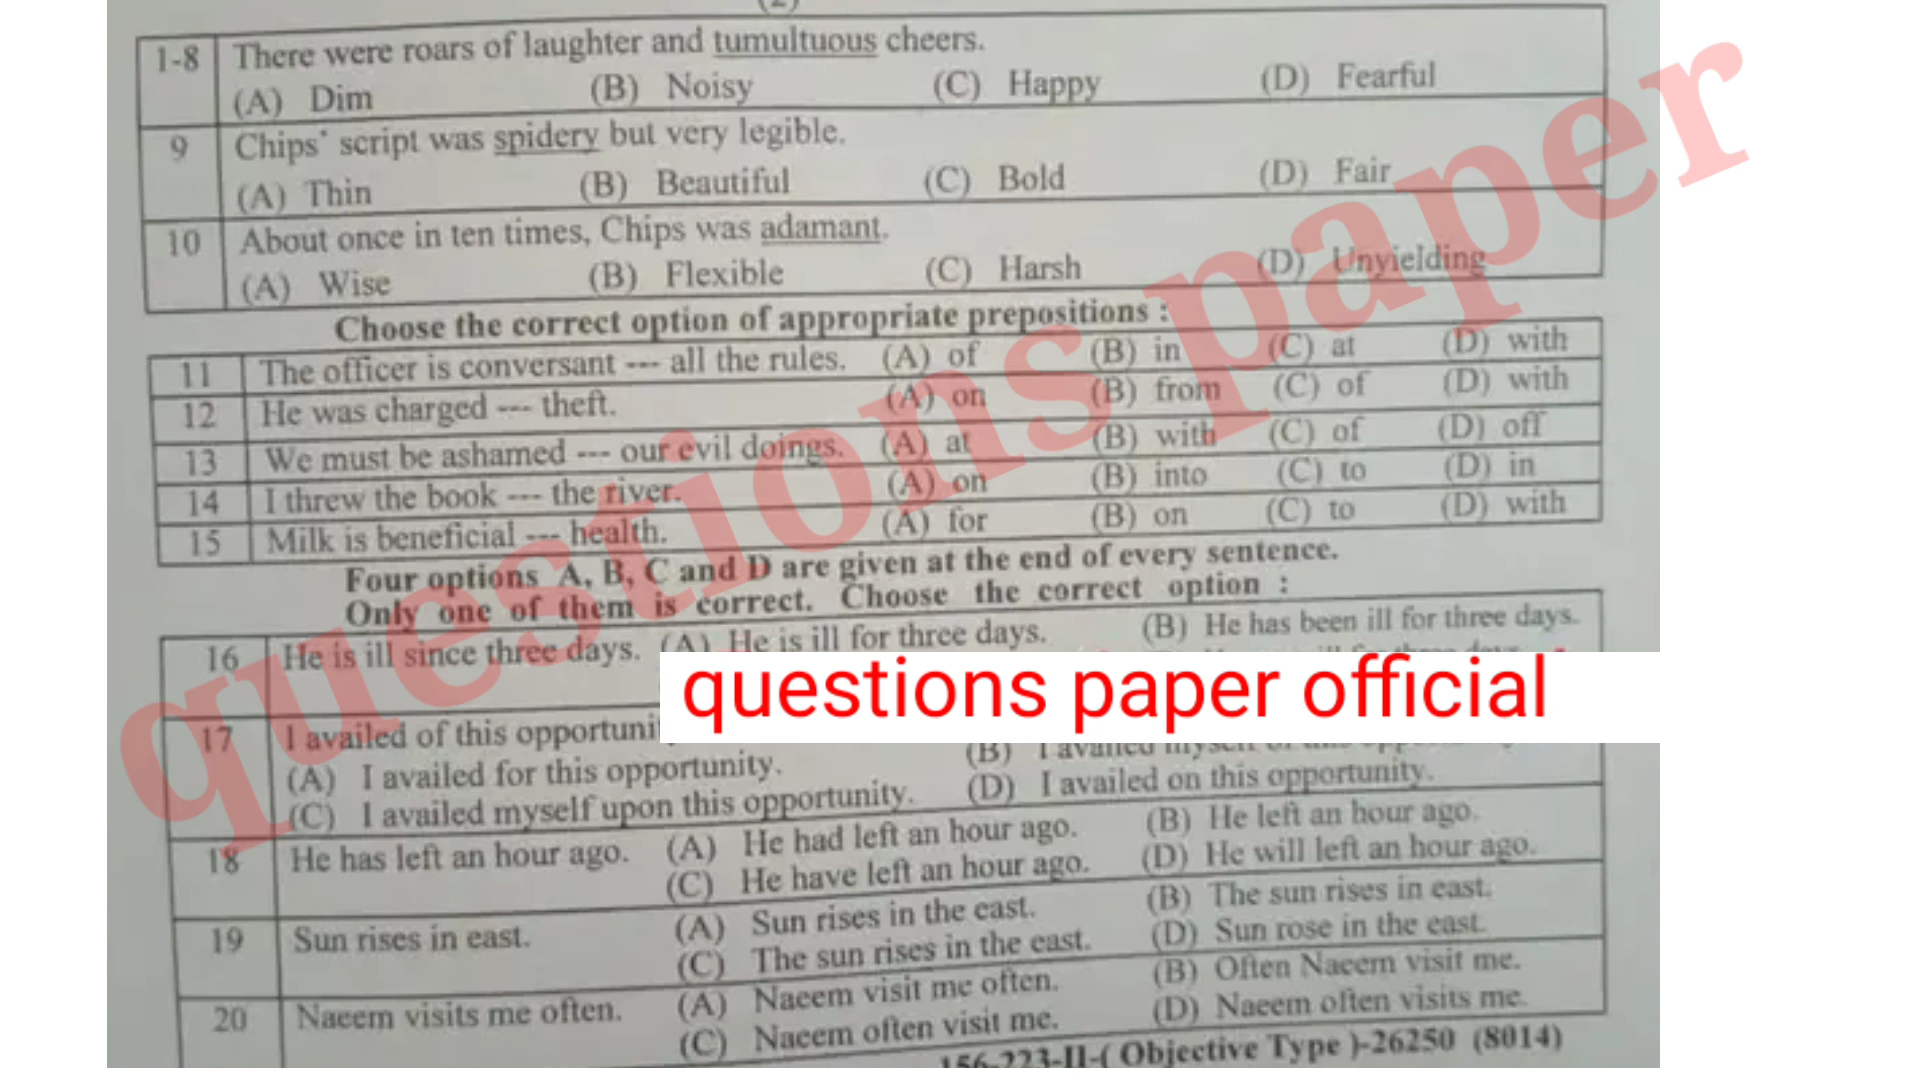 (2)
1-8 There were roars of laughter and tumultuous cheers.
(A) Dim (B) Noisy (C) Happy (D) Fearful
9 Chips' script was spidery but very legible.
(A) Thin (B) Beautiful (C) Bold (D) Fair
10 About once in ten times, Chips was adamant.
(A) Wise (B) Flexible (C) Harsh (D) Unyielding
Choose the correct option of appropriate prepositions :
11 The officer is conversant --- all the rules. (A) of (B) in (C) at (D) with
12 He was charged --- theft. (A) on (B) from (C) of (D) with
13 We must be ashamed --- our evil doings. (A) at (B) with (C) of (D) off
14 I threw the book --- the river. (A) on (B) into (C) to (D) in
15 Milk is beneficial --- health. (A) for (B) on (C) to (D) with
Four options A, B, C and D are given at the end of every sentence.
Only one of them is correct. Choose the correct option :
16 He is ill since three days. (A) He is ill for three days. (B) He has been ill for three days.
questions paper official
17 I availed of this
(A) I availed for this opportunity. (B) I
(C) I availed myself upon this opportunity. (D) I availed on this opportunity.
18 He has left an hour ago. (A) He had left an hour ago. (B) He left an hour ago.
(C) He have left an hour ago. (D) He will left an hour ago.
19 Sun rises in east. (A) Sun rises in the east. (B) The sun rises in east.
(C) The sun rises in the east. (D) Sun rose in the east.
20 Naeem visits me often. (A) Naeem visit me often. (B) Often Naeem visit me.
(C) Naeem often visit me. (D) Naeem often visits me.
156-223-II-( Objective Type )-26250 (8014)
questions paper